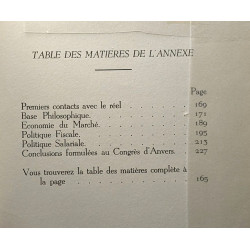 TABLE DES MATIERES DE L'ANNEXE
Page
Premiers contacts avec le réel . . . . . . 169
Base Philosophique. . . . . . . . 171
Economie du Marché. . . . . . . . 189
Politique Fiscale. . . . . . . . . 195
Politique Salariale. . . . . . . . . 213
Conclusions formulées au Congrès d'Anvers. . . 227
Vous trouverez la table des matières complète à
la page . . . . . . . . . . 165